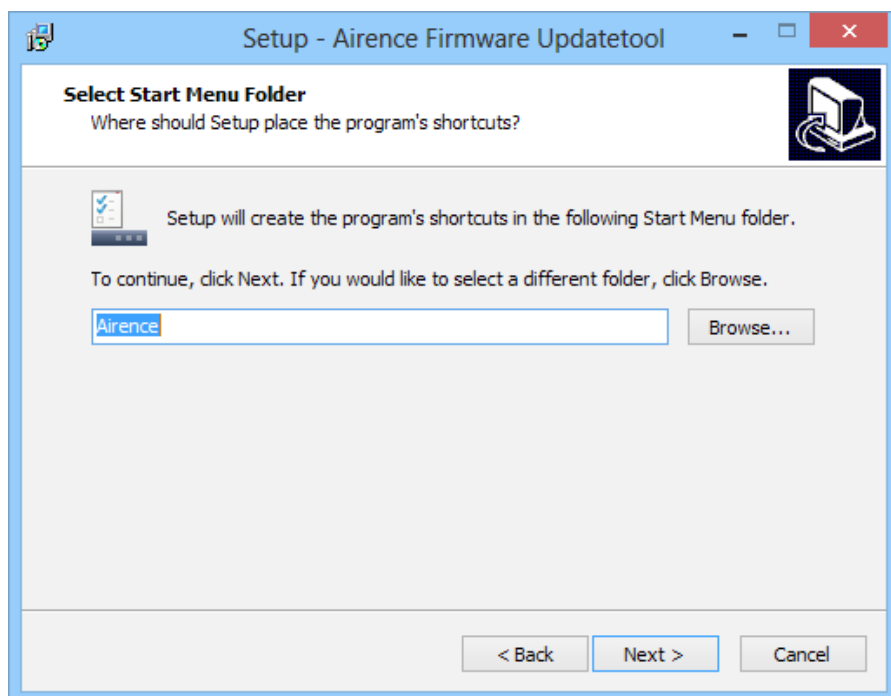 Setup - Airence Firmware Updatetool
Select Start Menu Folder
Where should Setup place the program's shortcuts?
Setup will create the program's shortcuts in the following Start Menu folder.
To continue, click Next. If you would like to select a different folder, click Browse.
Airence
Browse...
< Back
Next >
Cancel